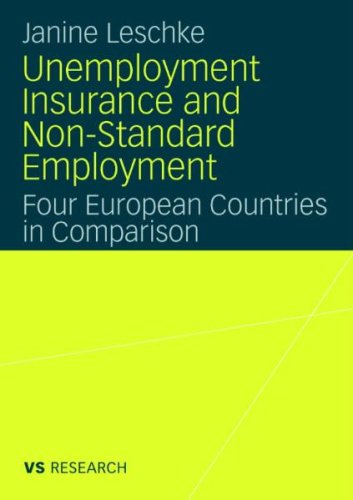 Janine Leschke
Unemployment
Insurance and
Non-Standard
Employment
Four European Countries
in Comparison
VS RESEARCH